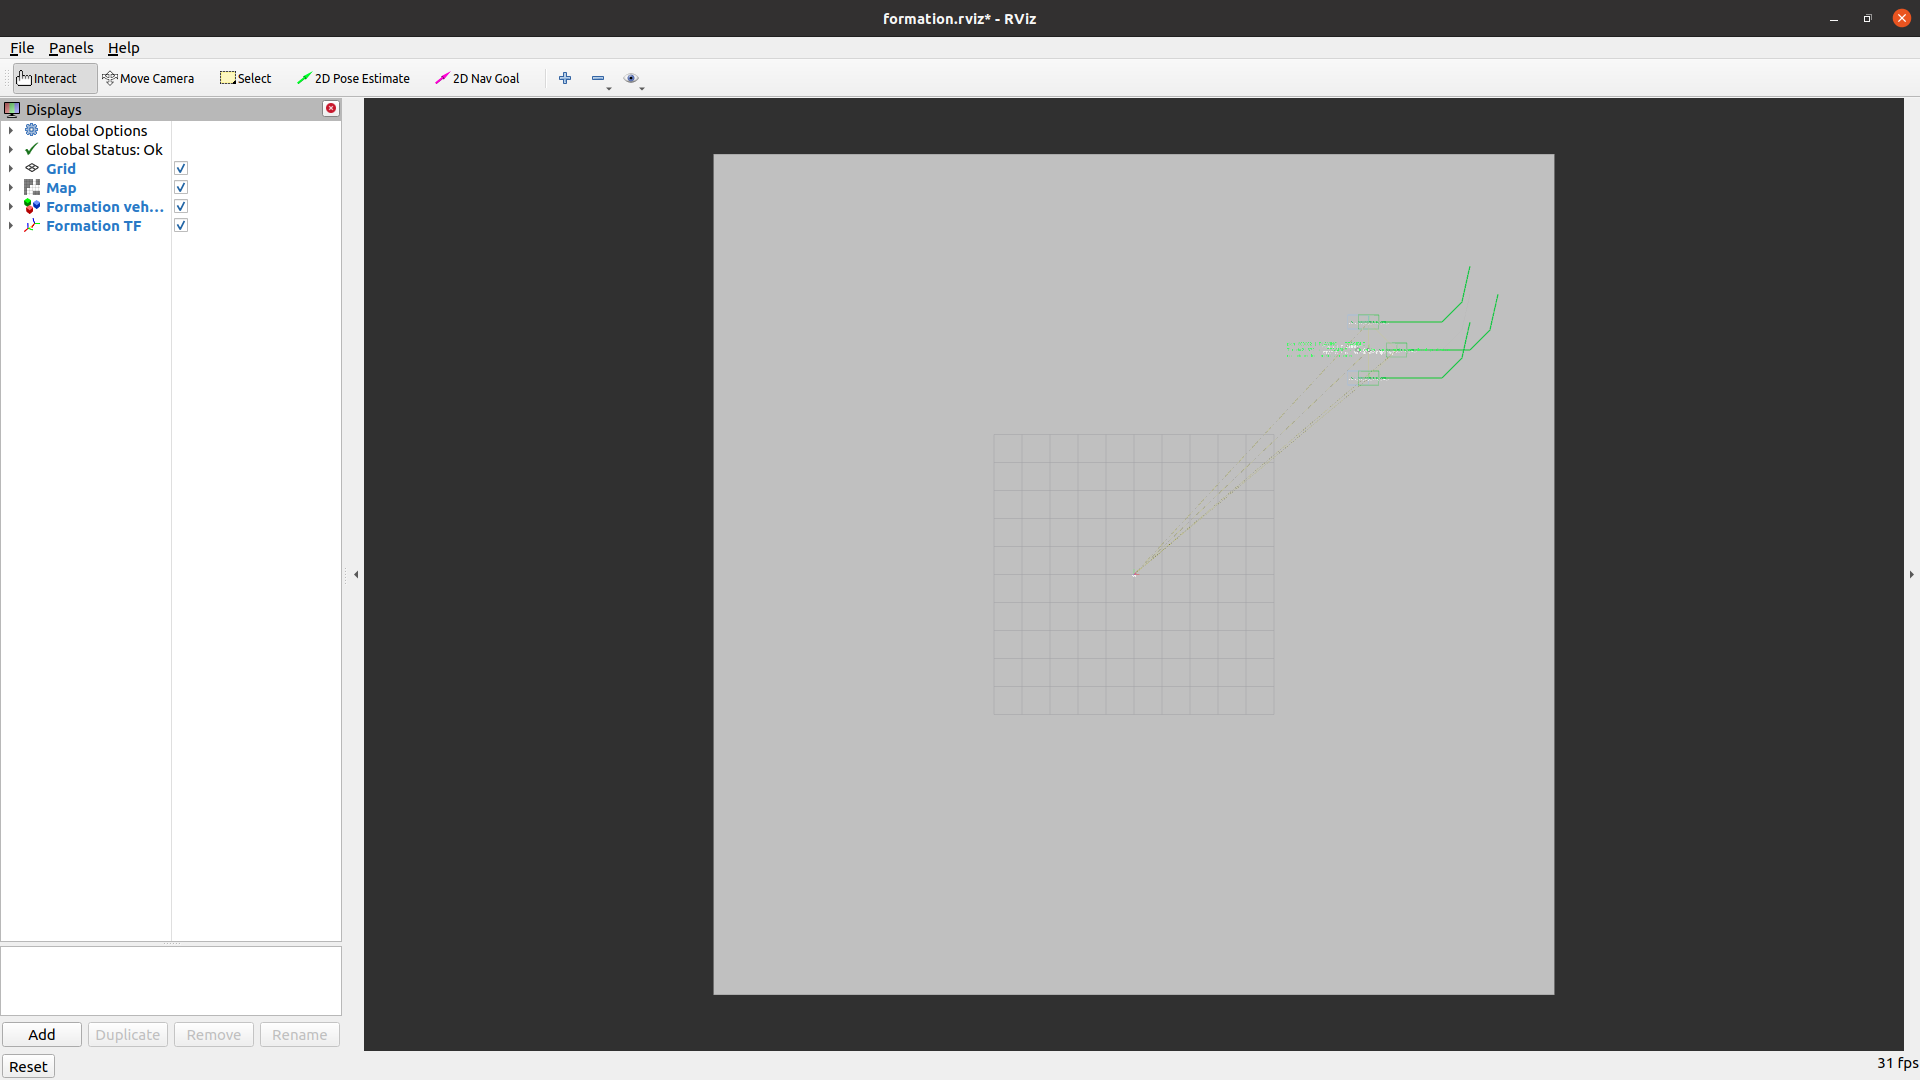 formation.rviz* - RViz
File Panels Help
Interact Move Camera Select 2D Pose Estimate 2D Nav Goal
Displays
Global Options
Global Status: Ok
Grid
Map
Formation veh...
Formation TF
Add Duplicate Remove Rename
Reset
31 fps